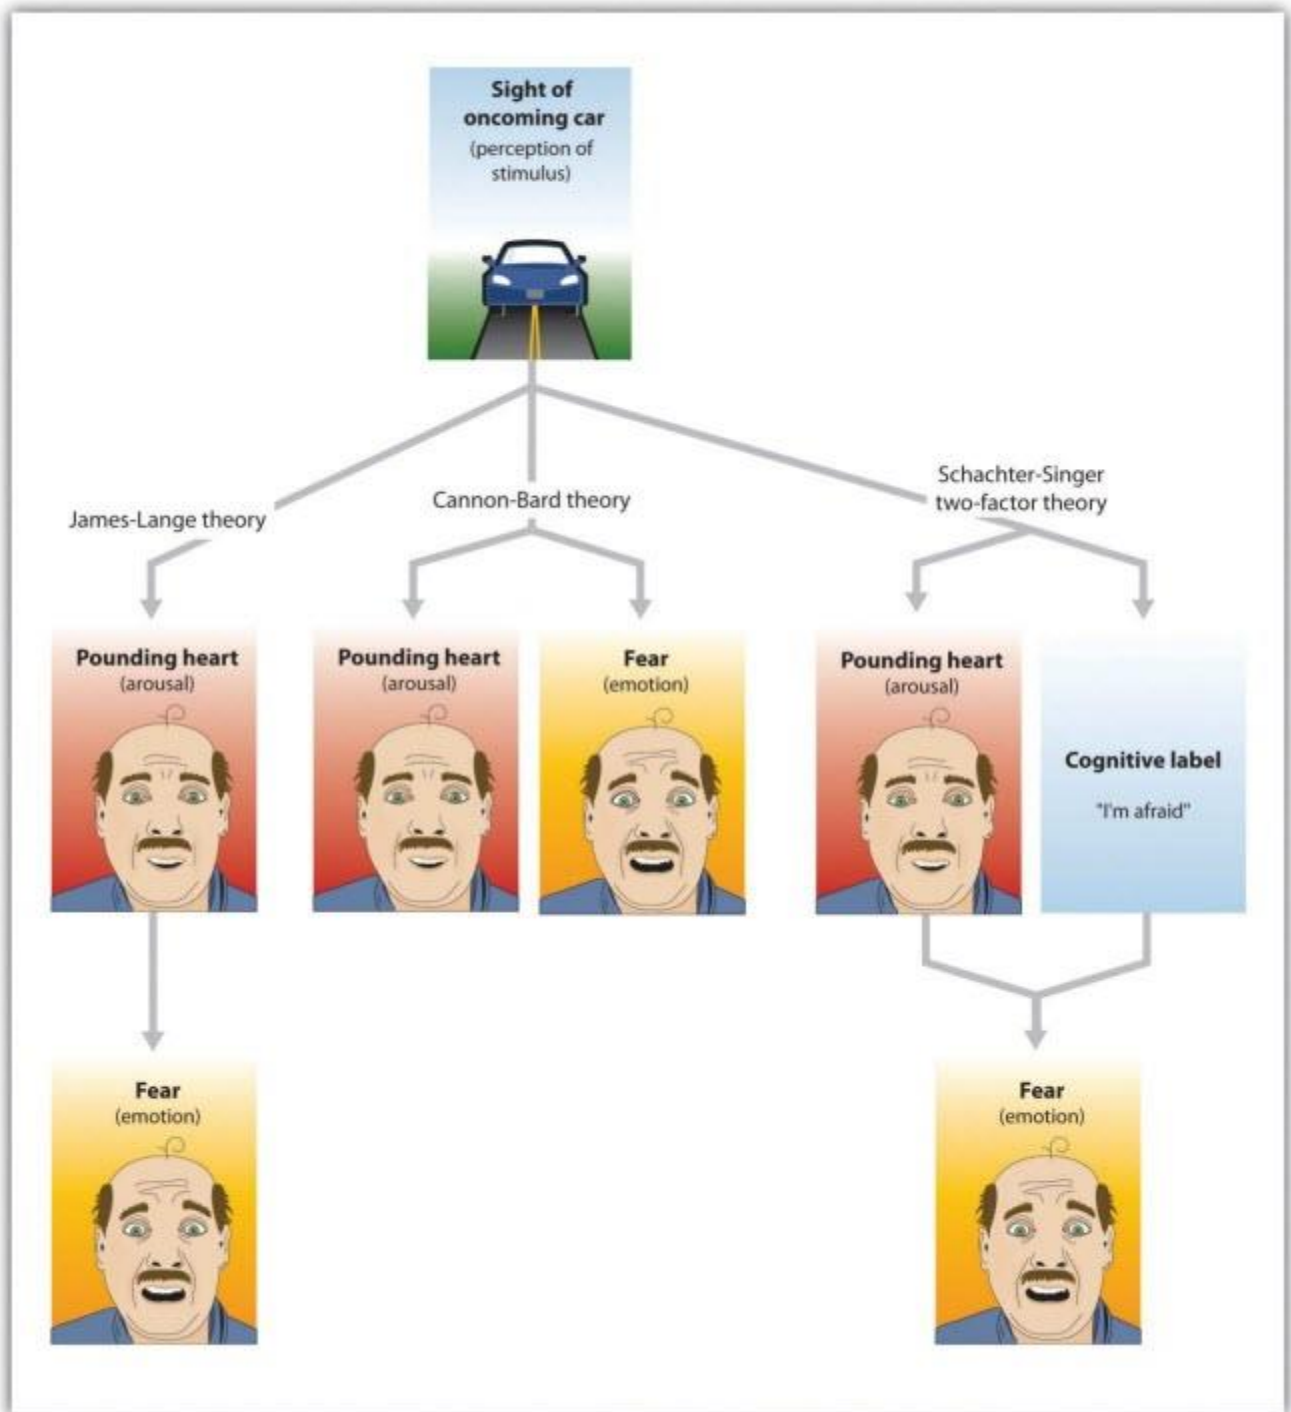 Sight of
oncoming car
(perception of
stimulus)
James-Lange theory
Cannon-Bard theory
Schachter-Singer
two-factor theory
Pounding heart
(arousal)
Pounding heart
(arousal)
Fear
(emotion)
Pounding heart
(arousal)
Cognitive label
"I'm afraid"
Fear
(emotion)
Fear
(emotion)